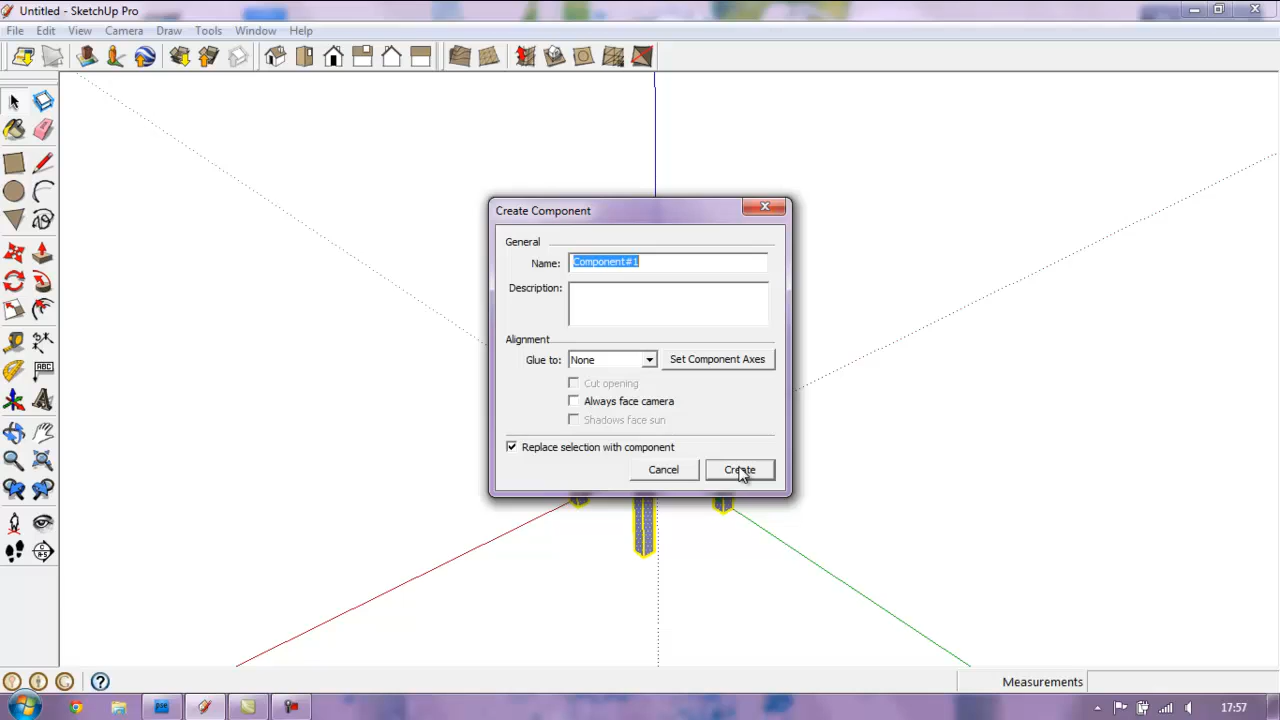 Untitled - SketchUp Pro
File Edit View Camera Draw Tools Window Help
Create Component
General
Name: Component#1
Description:
Alignment
Glue to: None Set Component Axes
Cut opening
Always face camera
Shadows face sun
Replace selection with component
Cancel Create
ABC
Measurements
pse 17:57